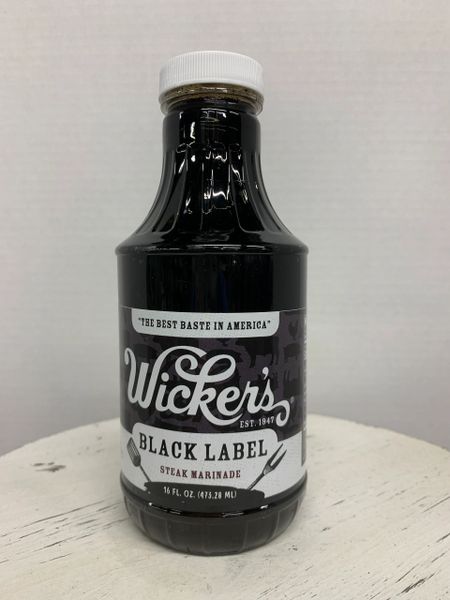 "THE BEST BASTE IN AMERICA"
Wicker's
EST. 1947
BLACK LABEL
STEAK MARINADE
16 FL. OZ. (473.28 ML)